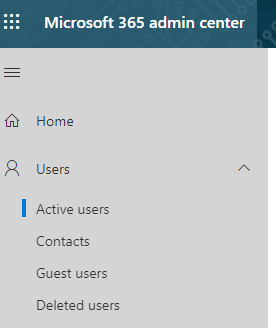 Microsoft 365 admin center
Home
Users
Active users
Contacts
Guest users
Deleted users